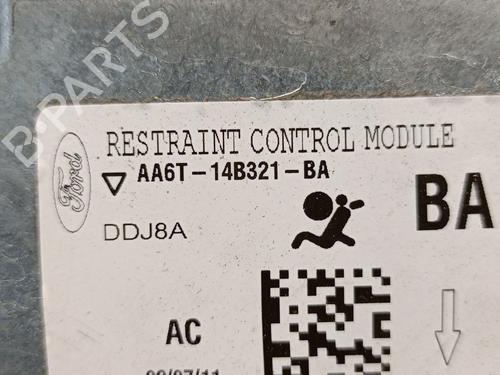 B-PARTS
Ford
RESTRAINT CONTROL MODULE
AA6T-14B321-BA
DDJ8A
BA
AC